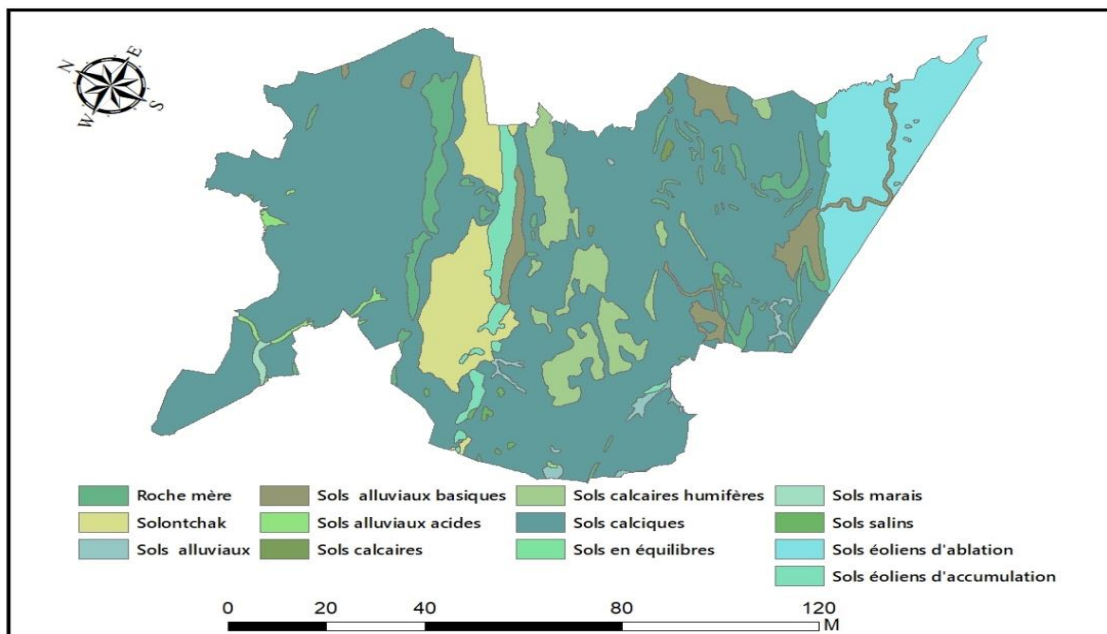 N
E
W
S
Roche mère
Solontchak
Sols alluviaux
Sols alluviaux basiques
Sols alluviaux acides
Sols calcaires
Sols calcaires humifères
Sols calciques
Sols en équilibres
Sols marais
Sols salins
Sols éoliens d'ablation
Sols éoliens d'accumulation
0 20 40 80 120
M